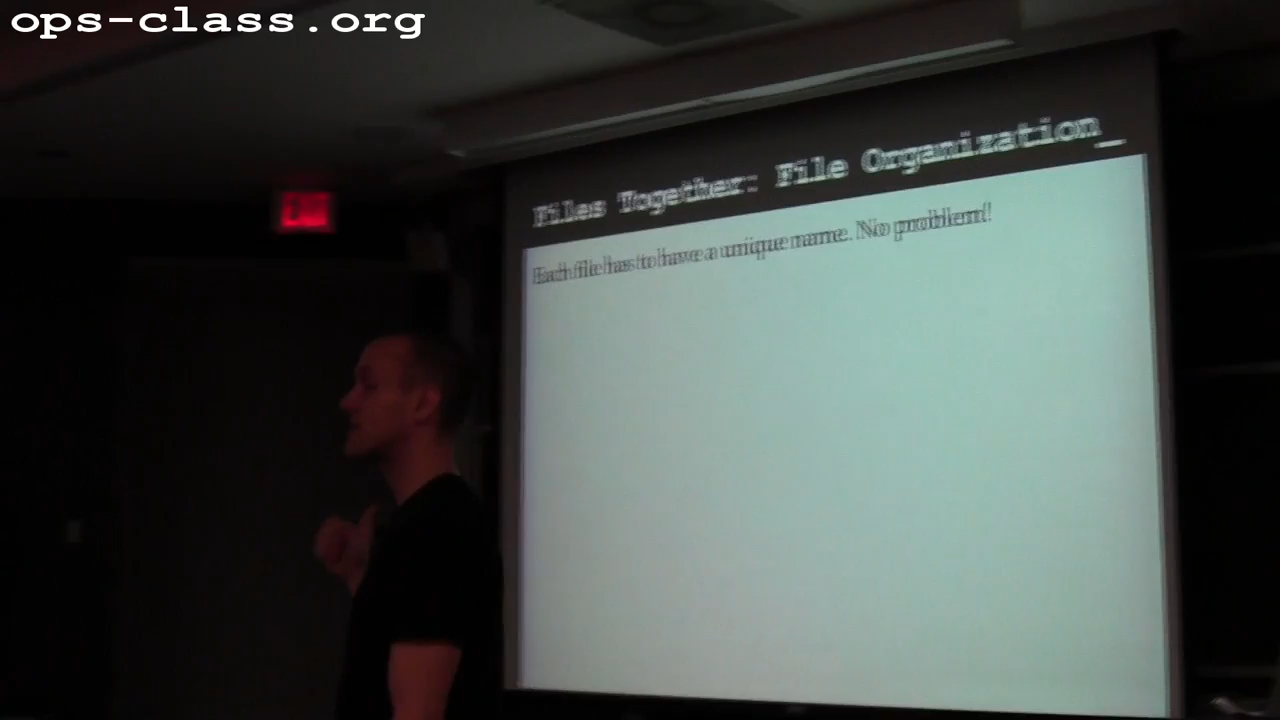 ops-class.org
Files Together: File Organization_
Each file has to have a unique name. No problem!